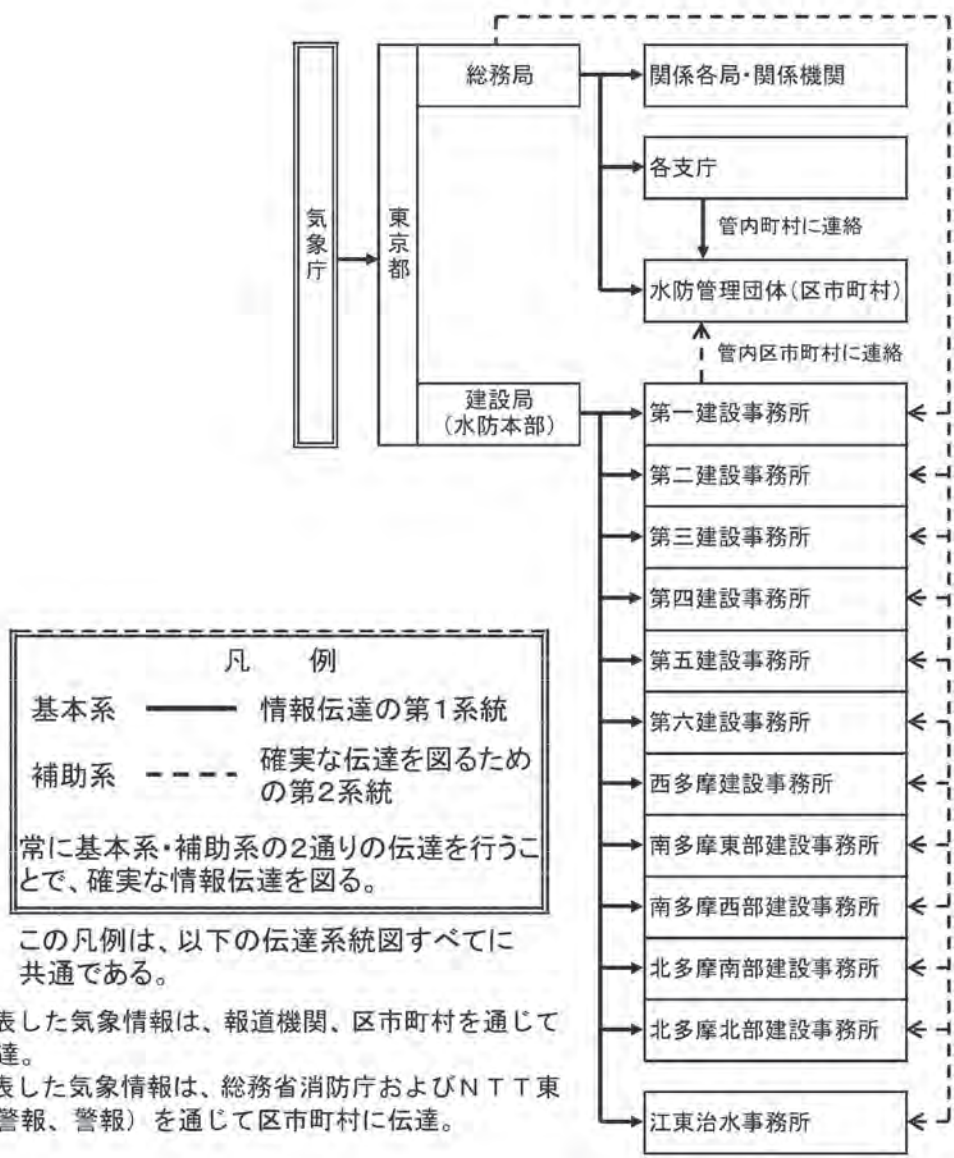 気象庁
東京都
総務局
関係各局・関係機関
各支庁
管内町村に連絡
水防管理団体(区市町村)
管内区市町村に連絡
建設局
(水防本部)
第一建設事務所
第二建設事務所
第三建設事務所
第四建設事務所
第五建設事務所
第六建設事務所
西多摩建設事務所
南多摩東部建設事務所
南多摩西部建設事務所
北多摩南部建設事務所
北多摩北部建設事務所
江東治水事務所
凡 例
基本系 情報伝達の第1系統
補助系 確実な伝達を図るため
の第2系統
常に基本系・補助系の2通りの伝達を行うこ
とで、確実な情報伝達を図る。
この凡例は、以下の伝達系統図すべてに
共通である。
表した気象情報は、報道機関、区市町村を通じて
達。
表した気象情報は、総務省消防庁およびNTT東
警報、警報)を通じて区市町村に伝達。